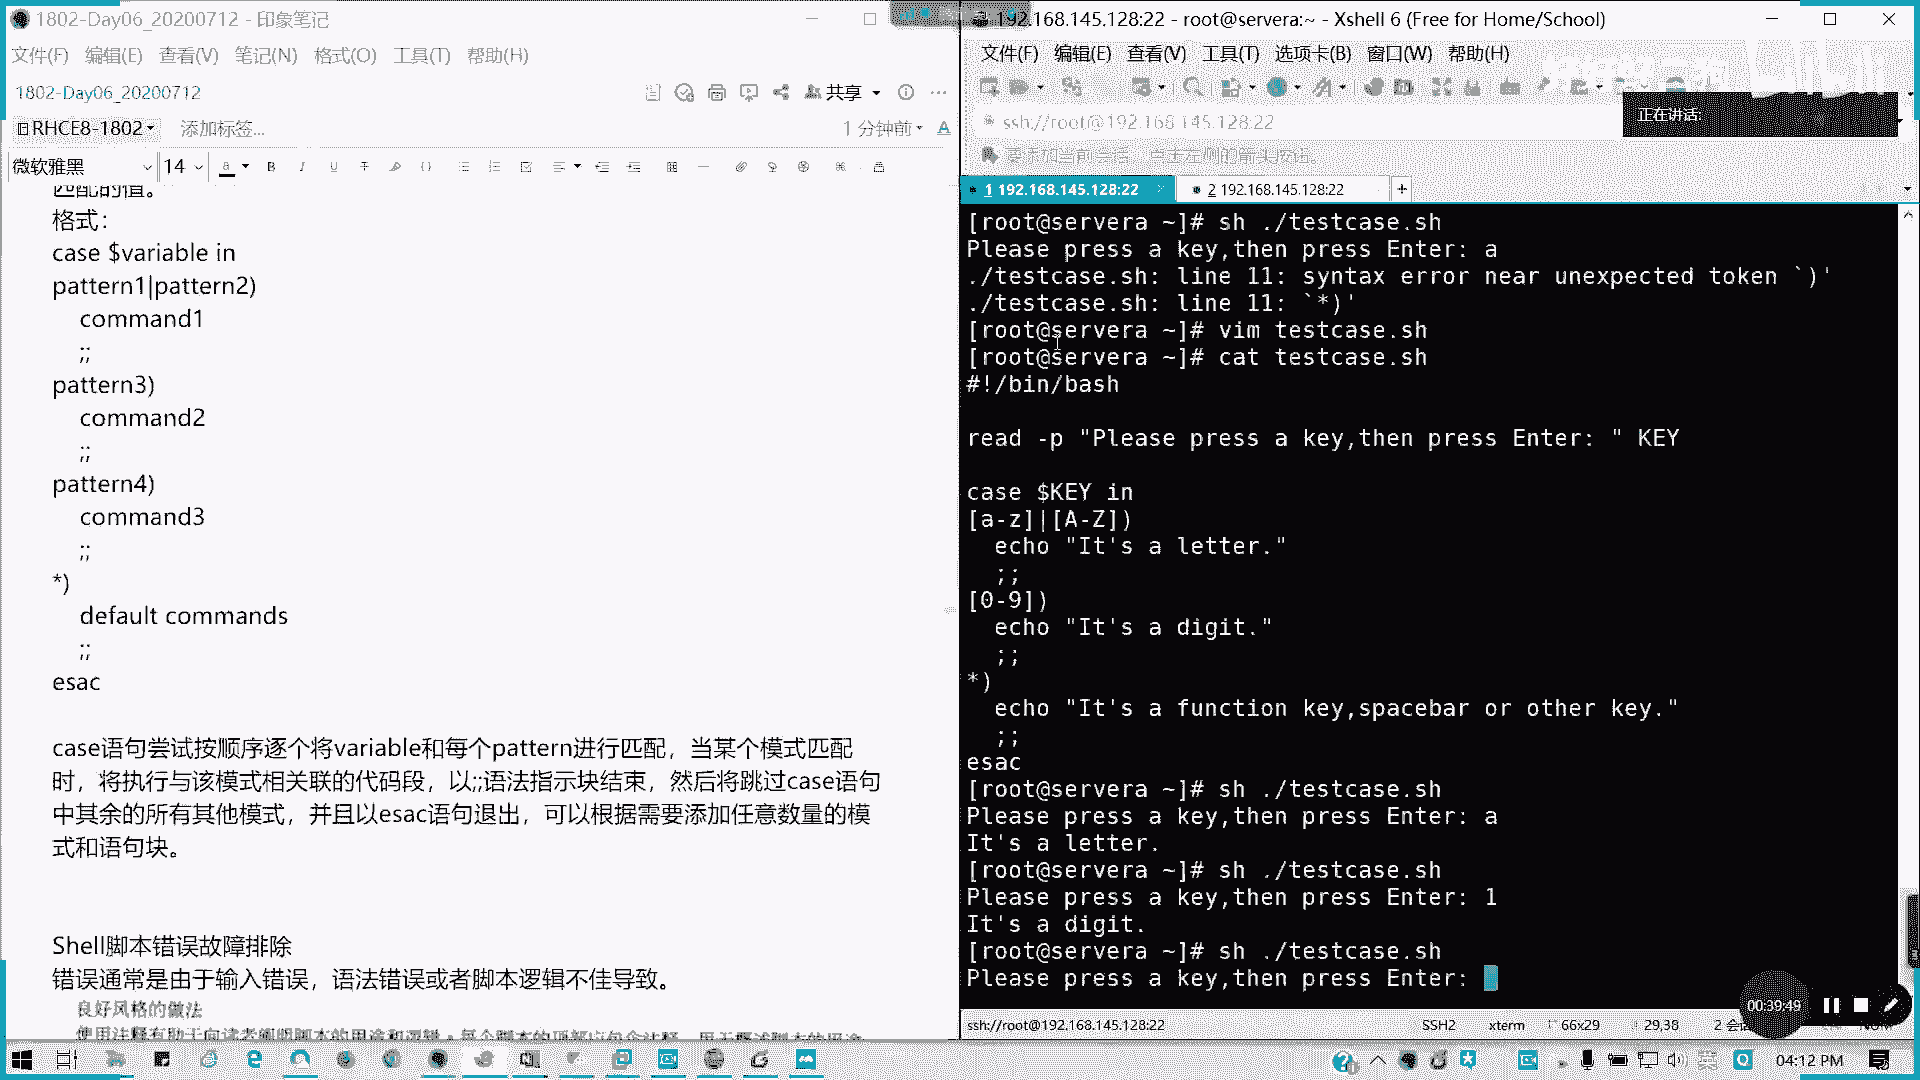 1802-Day06_20200712 - 印象笔记
文件(F) 编辑(E) 查看(V) 笔记(N) 格式(O) 工具(T) 帮助(H)
1802-Day06_20200712
共享
RHCE8-1802 添加标签...
1 分钟前
微软雅黑 14
匹配的值。
格式：
case $variable in
pattern1|pattern2)
command1
;;
pattern3)
command2
;;
pattern4)
command3
;;
*)
default commands
;;
esac
case语句尝试按顺序逐个将variable和每个pattern进行匹配，当某个模式匹配
时，将执行与该模式相关联的代码段，以;;语法指示块结束，然后将跳过case语句
中其余的所有其他模式，并且以esac语句退出，可以根据需要添加任意数量的模
式和语句块。
Shell脚本错误故障排除
错误通常是由于输入错误，语法错误或者脚本逻辑不佳导致。
良好风格的做法
192.168.145.128:22 - root@servera:~ - Xshell 6 (Free for Home/School)
文件(F) 编辑(E) 查看(V) 工具(T) 选项卡(B) 窗口(W) 帮助(H)
正在讲话:
ssh://root@192.168.145.128:22
要添加当前会话，点击左侧的箭头按钮。
1 192.168.145.128:22
2 192.168.145.128:22
[root@servera ~]# sh ./testcase.sh
Please press a key,then press Enter: a
./testcase.sh: line 11: syntax error near unexpected token `)'
./testcase.sh: line 11: `*)'
[root@servera ~]# vim testcase.sh
[root@servera ~]# cat testcase.sh
#!/bin/bash
read -p "Please press a key,then press Enter: " KEY
case $KEY in
[a-z]|[A-Z])
echo "It's a letter."
;;
[0-9])
echo "It's a digit."
;;
*)
echo "It's a function key,spacebar or other key."
;;
esac
[root@servera ~]# sh ./testcase.sh
Please press a key,then press Enter: a
It's a letter.
[root@servera ~]# sh ./testcase.sh
Please press a key,then press Enter: 1
It's a digit.
[root@servera ~]# sh ./testcase.sh
Please press a key,then press Enter:
00:39:49
ssh://root@192.168.145.128:22 SSH2 xterm 66x29 29,38 2 会
英
04:12 PM